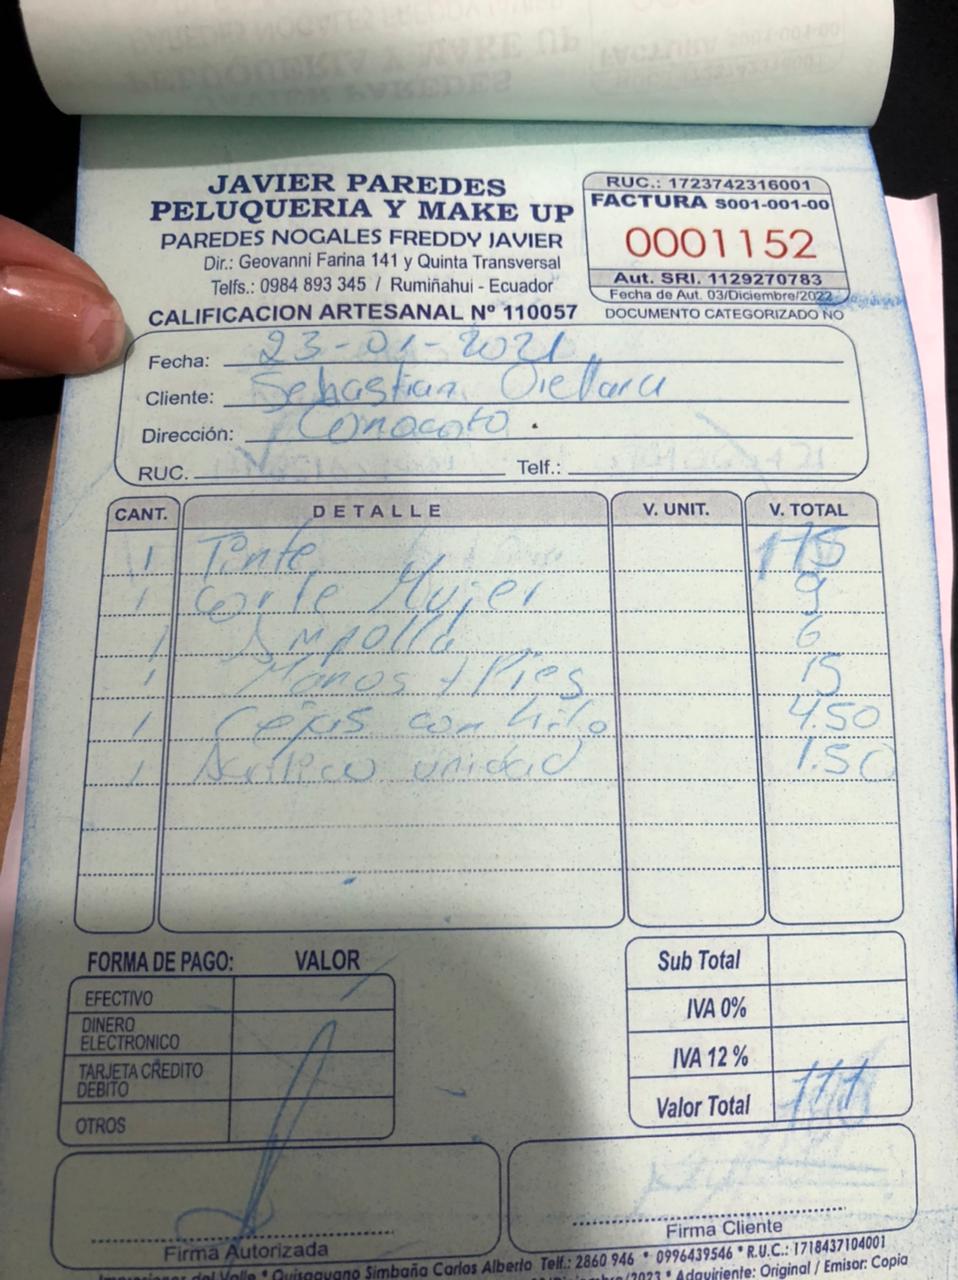 JAVIER PAREDES
PELUQUERIA Y MAKE UP
PAREDES NOGALES FREDDY JAVIER
Dir.: Geovanni Farina 141 y Quinta Transversal
Telfs.: 0984 893 345 / Rumiñahui - Ecuador
CALIFICACION ARTESANAL Nº 110057
RUC.: 1723742316001
FACTURA S001-001-00
0001152
Aut. SRI. 1129270783
Fecha de Aut. 03/Diciembre/2022
DOCUMENTO CATEGORIZADO NO
Fecha: 23-01-2021
Cliente: Sebastian Orellana
Dirección: Conocoto
RUC. Telf.:
CANT. DETALLE V. UNIT. V. TOTAL
1 Tinte
1 Corte Mujer 9
1 Ampolla 6
1 Manos + Pies 15
1 Cejas con hilo 4.50
1 Acrílico unidad 1.50
FORMA DE PAGO: VALOR
EFECTIVO
DINERO ELECTRONICO
TARJETA CREDITO DEBITO
OTROS
Sub Total
IVA 0%
IVA 12 %
Valor Total
Firma Autorizada
Firma Cliente
Impresiones del Valle * Quisaguano Simbaña Carlos Alberto Telf.: 2860 946 * 0996439546 * R.U.C.: 1718437104001
/2023 * Adquiriente: Original / Emisor: Copia